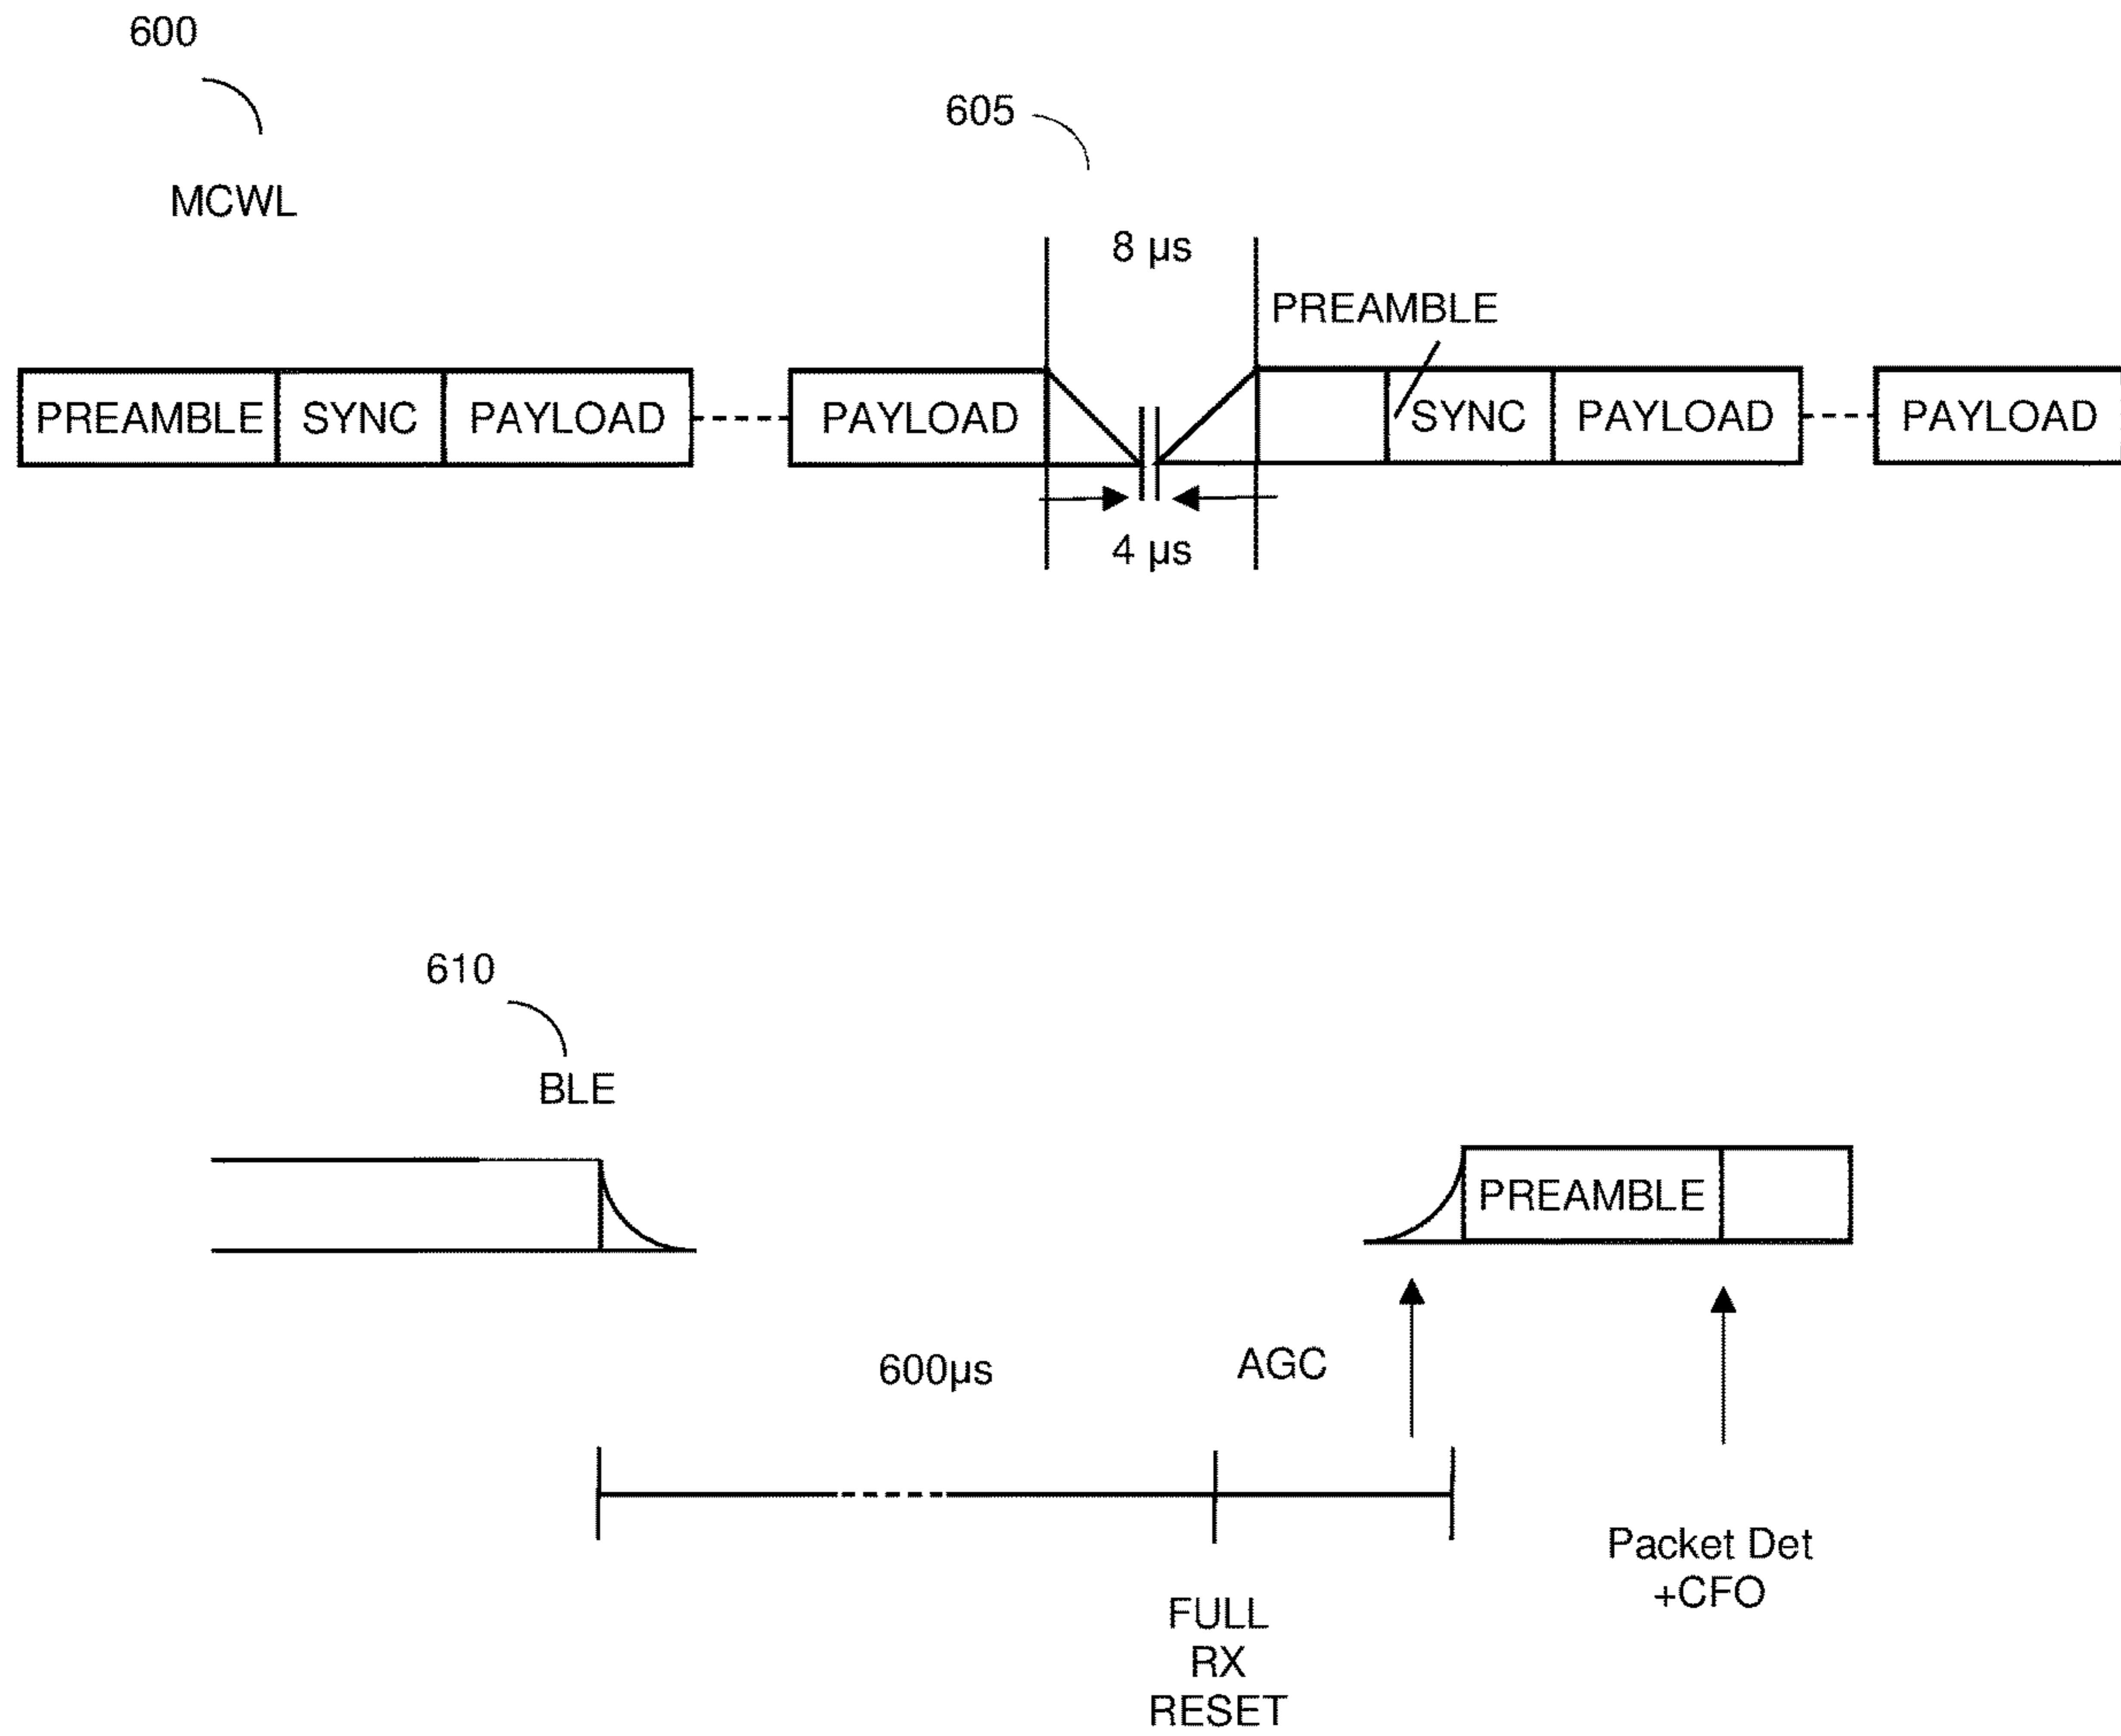 600
605
MCWL
8 µs
PREAMBLE
PREAMBLE SYNC PAYLOAD PAYLOAD SYNC PAYLOAD PAYLOAD
4 µs
610
BLE
PREAMBLE
600µs
AGC
Packet Det
+CFO
FULL
RX
RESET